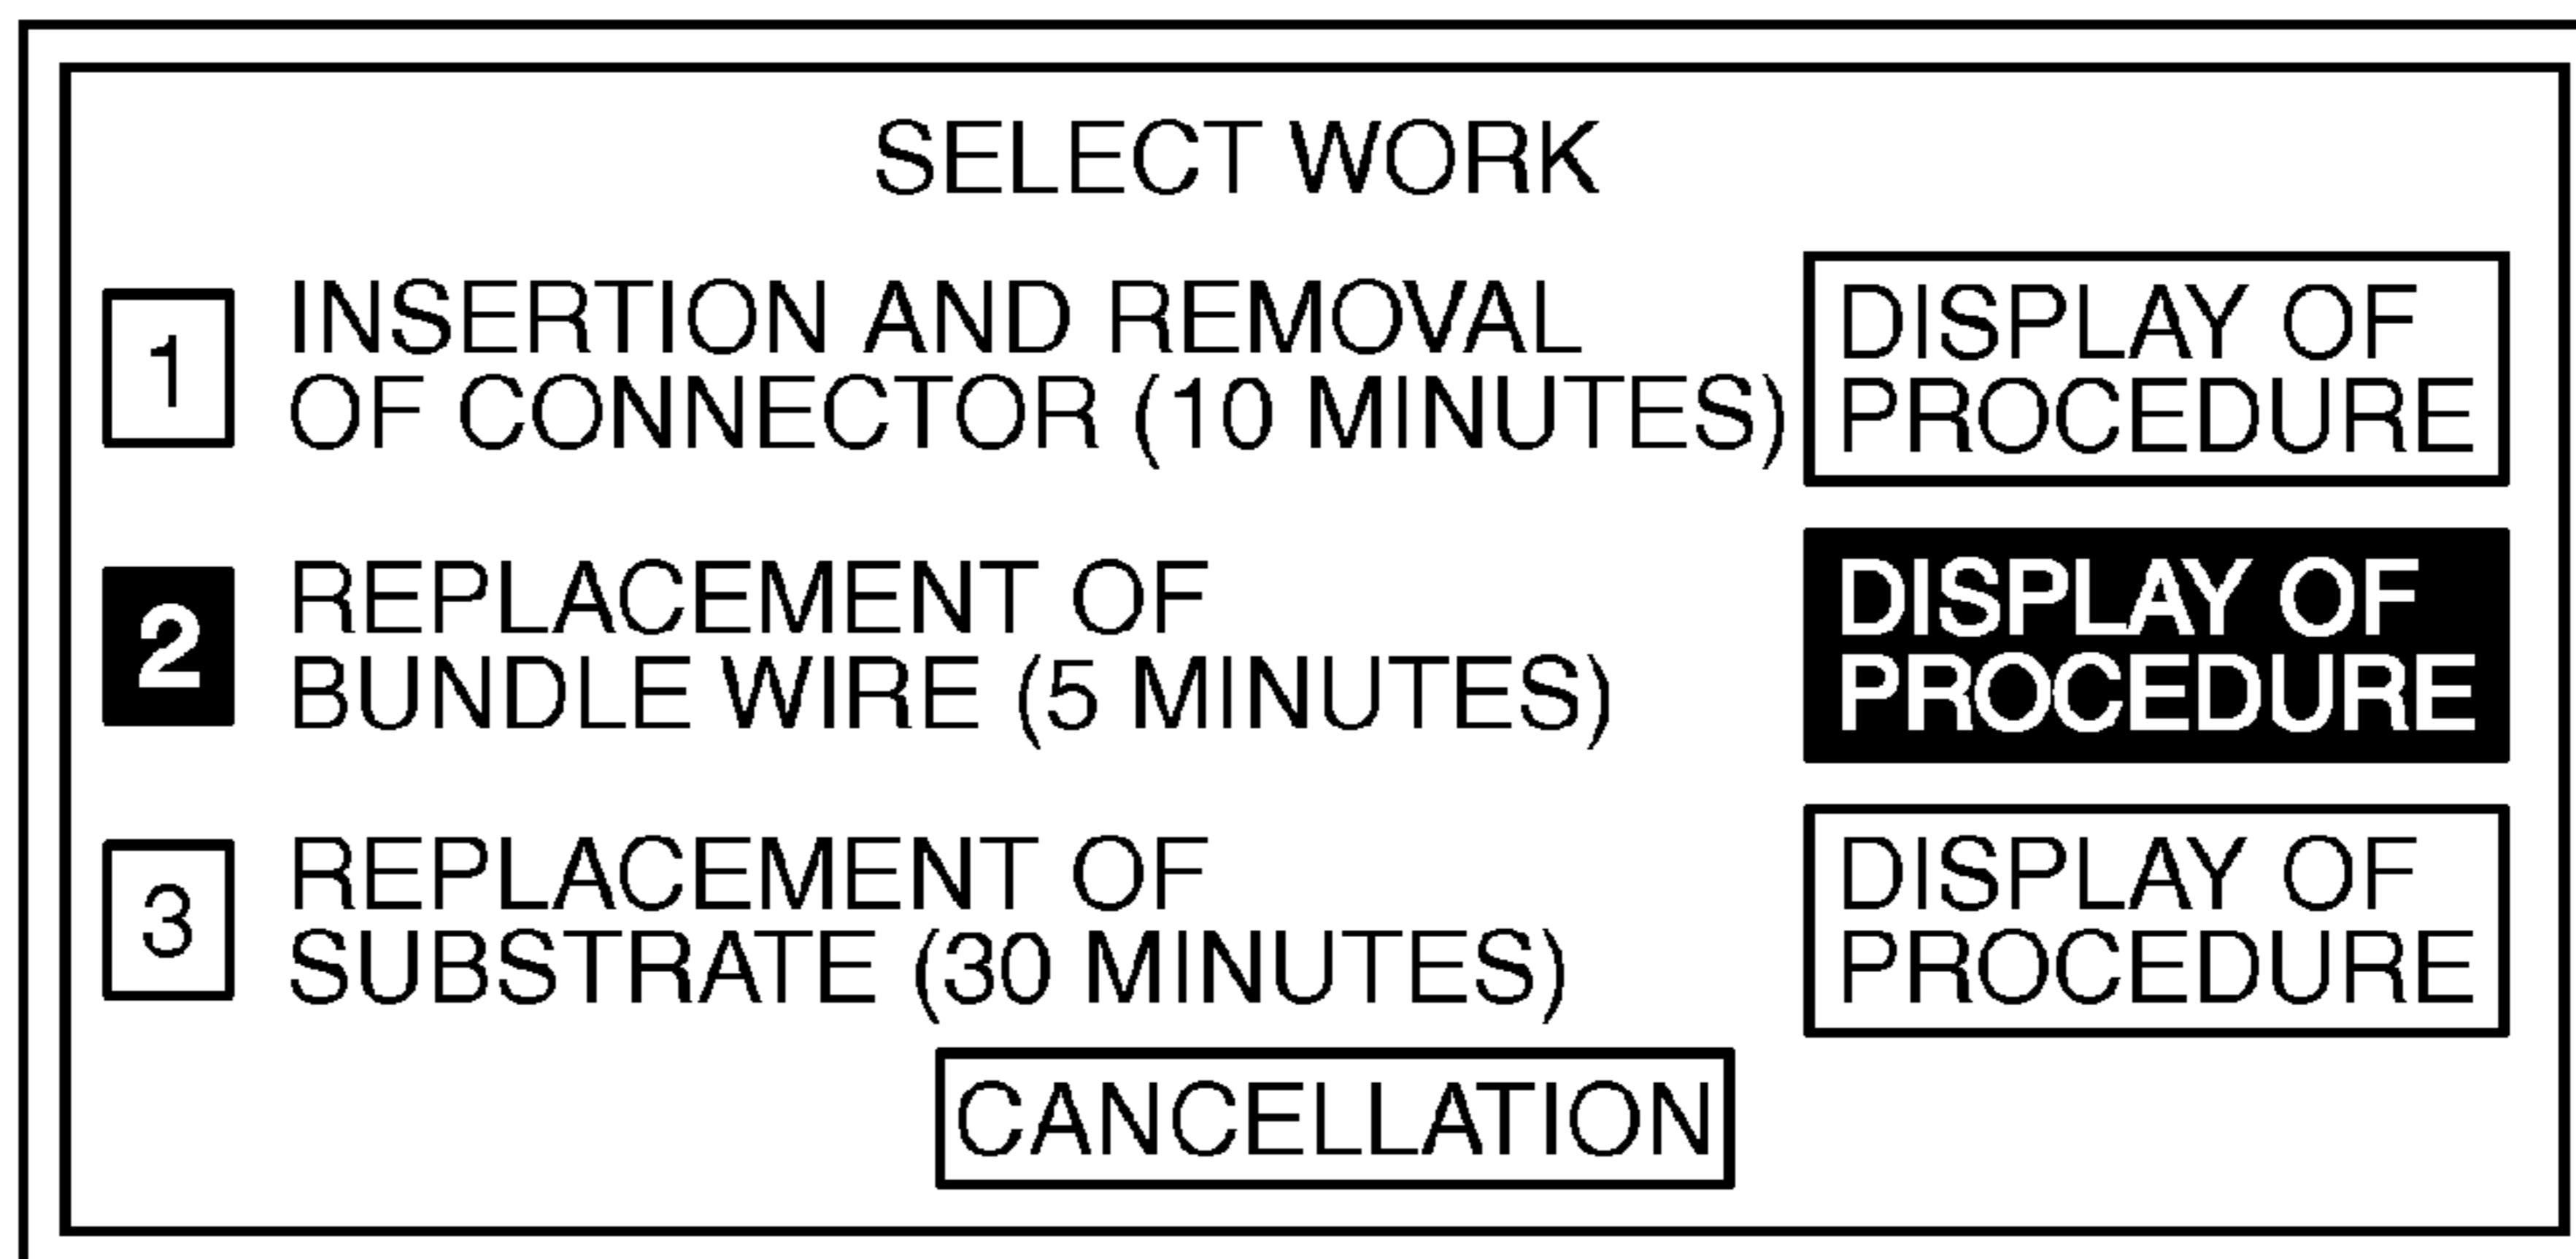 SELECT WORK
1
INSERTION AND REMOVAL
OF CONNECTOR (10 MINUTES)
DISPLAY OF
PROCEDURE
2
REPLACEMENT OF
BUNDLE WIRE (5 MINUTES)
DISPLAY OF
PROCEDURE
3
REPLACEMENT OF
SUBSTRATE (30 MINUTES)
DISPLAY OF
PROCEDURE
CANCELLATION